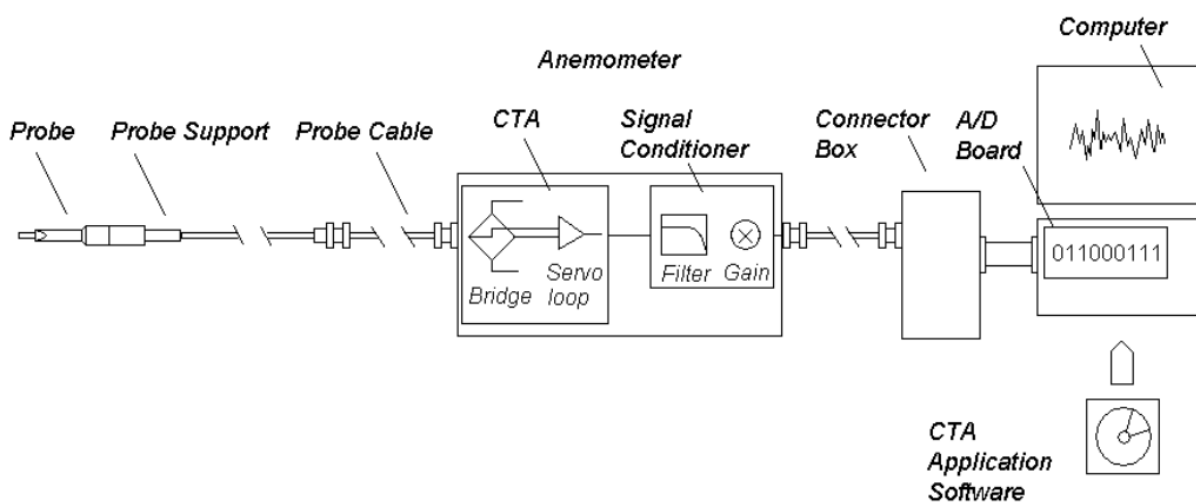 Computer
Anemometer
Probe
Probe Support
Probe Cable
CTA
Signal
Conditioner
Connector
Box
A/D
Board
011000111
Bridge
Servo
loop
Filter
Gain
CTA
Application
Software